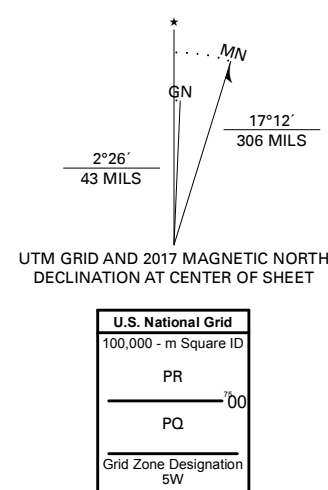 ★
MN
GN
17°12´
306 MILS
2°26´
43 MILS
UTM GRID AND 2017 MAGNETIC NORTH
DECLINATION AT CENTER OF SHEET
U.S. National Grid
100,000 - m Square ID
PR
7500
PQ
Grid Zone Designation
5W